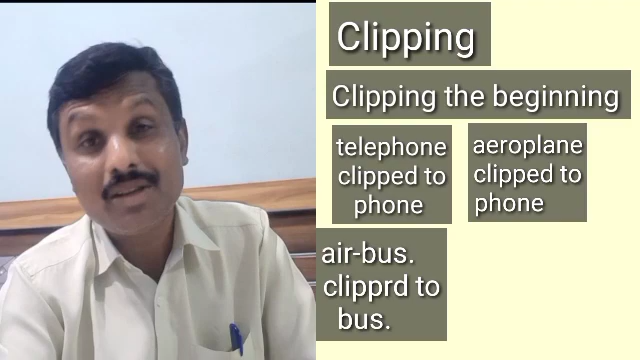 Clipping
Clipping the beginning
telephone
clipped to
phone
aeroplane
clipped to
phone
air-bus.
clipprd to
bus.